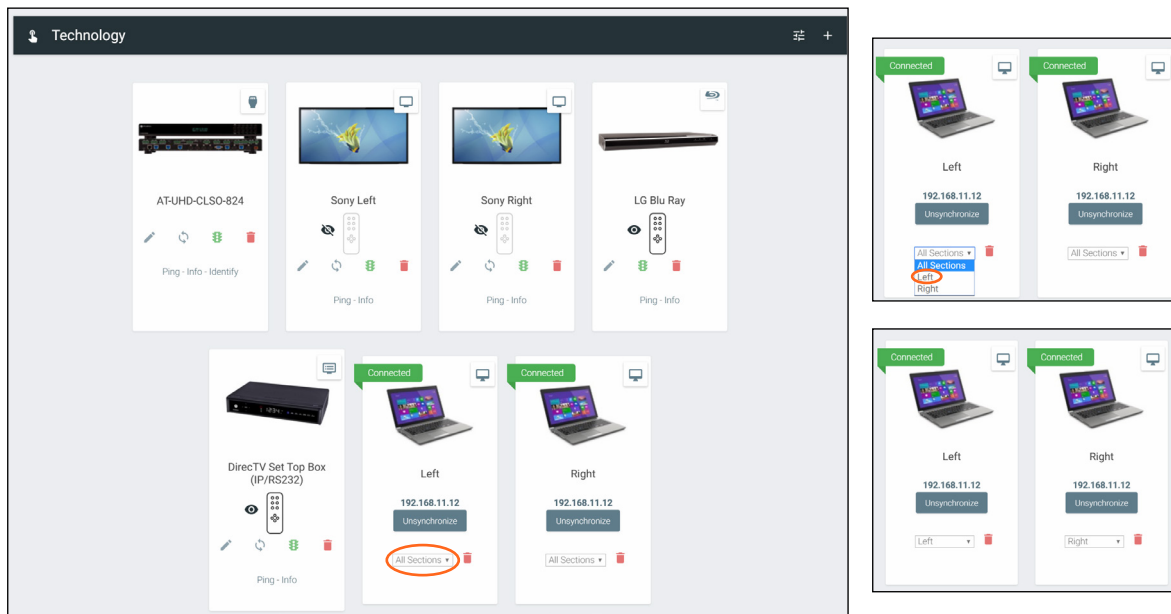 Technology
AT-UHD-CLSO-824
Ping - Info - Identify
Sony Left
Ping - Info
Sony Right
Ping - Info
LG Blu Ray
Ping - Info
DirecTV Set Top Box
(IP/RS232)
Ping - Info
Connected
Left
192.168.11.12
Unsynchronize
All Sections
Connected
Right
192.168.11.12
Unsynchronize
All Sections
Connected
Left
192.168.11.12
Unsynchronize
All Sections
All Sections
Left
Right
Connected
Right
192.168.11.12
Unsynchronize
All Sections
Connected
Left
192.168.11.12
Unsynchronize
Left
Connected
Right
192.168.11.12
Unsynchronize
Right